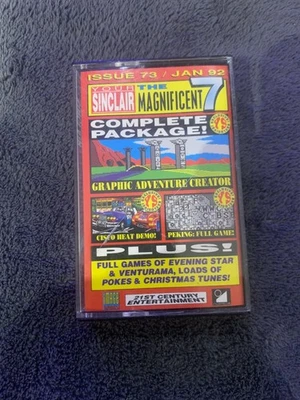 ISSUE 73 / JAN 92
YOUR
SINCLAIR
THE
MAGNIFICENT 7
COMPLETE
PACKAGE!
GRAPHIC ADVENTURE CREATOR
CISCO HEAT DEMO!
PEKING: FULL GAME!
PLUS!
FULL GAMES OF EVENING STAR
& VENTURAMA, LOADS OF
POKES & CHRISTMAS TUNES!
IMAGE
21ST CENTURY
ENTERTAINMENT